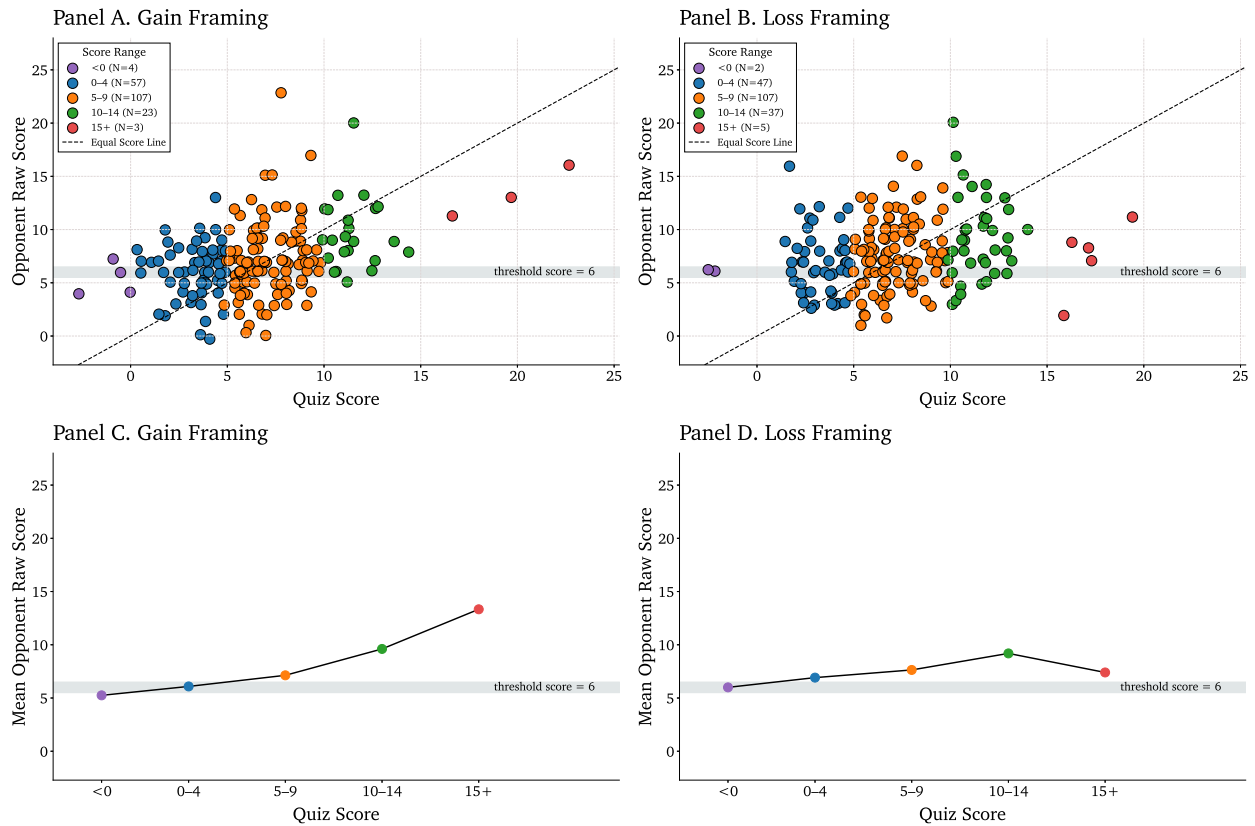 Panel A. Gain Framing
Score Range
<0 (N=4)
0–4 (N=57)
5–9 (N=107)
10–14 (N=23)
15+ (N=3)
Equal Score Line
threshold score = 6
Opponent Raw Score
25
20
15
10
5
0
0
5
10
15
20
25
Quiz Score
Panel B. Loss Framing
Score Range
<0 (N=2)
0–4 (N=47)
5–9 (N=107)
10–14 (N=37)
15+ (N=5)
Equal Score Line
threshold score = 6
Opponent Raw Score
25
20
15
10
5
0
0
5
10
15
20
25
Quiz Score
Panel C. Gain Framing
threshold score = 6
Mean Opponent Raw Score
25
15
10
5
0
<0
0–4
5–9
10–14
15+
Quiz Score
Panel D. Loss Framing
threshold score = 6
Mean Opponent Raw Score
25
15
10
5
0
<0
0–4
5–9
10–14
15+
Quiz Score